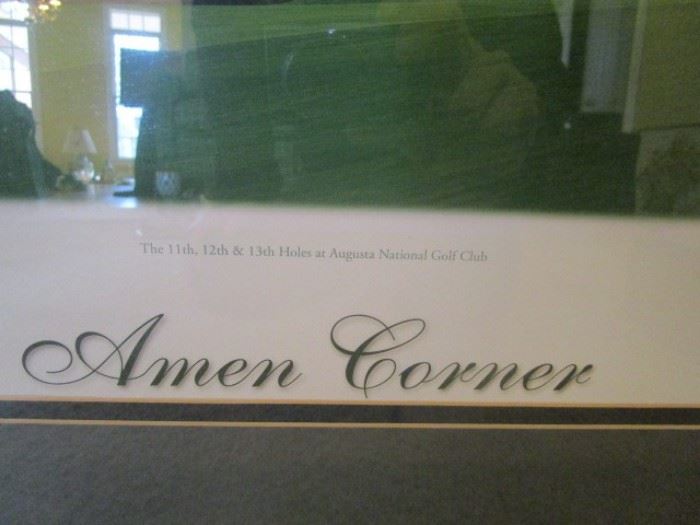 The 11th, 12th & 13th Holes at Augusta National Golf Club
Amen Corner